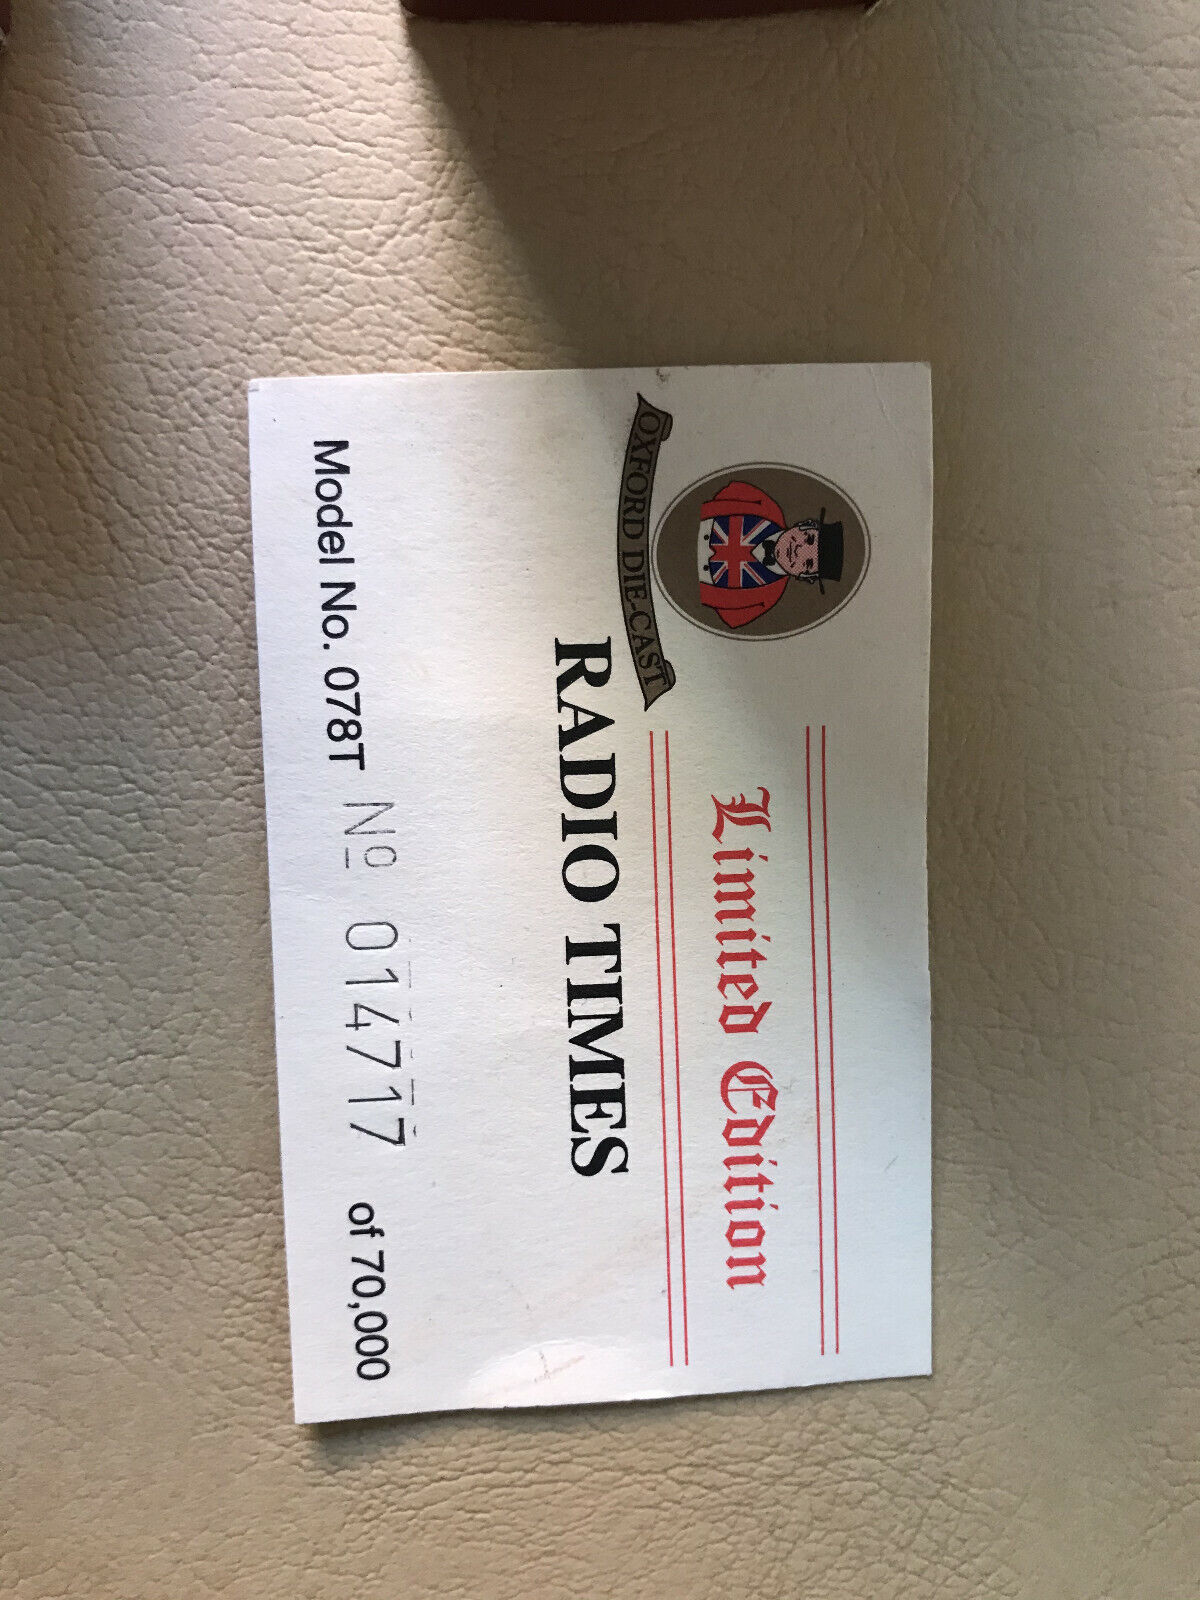 OXFORD DIE-CAST
Limited Edition
RADIO TIMES
Model No. 078T Nº 014717 of 70,000